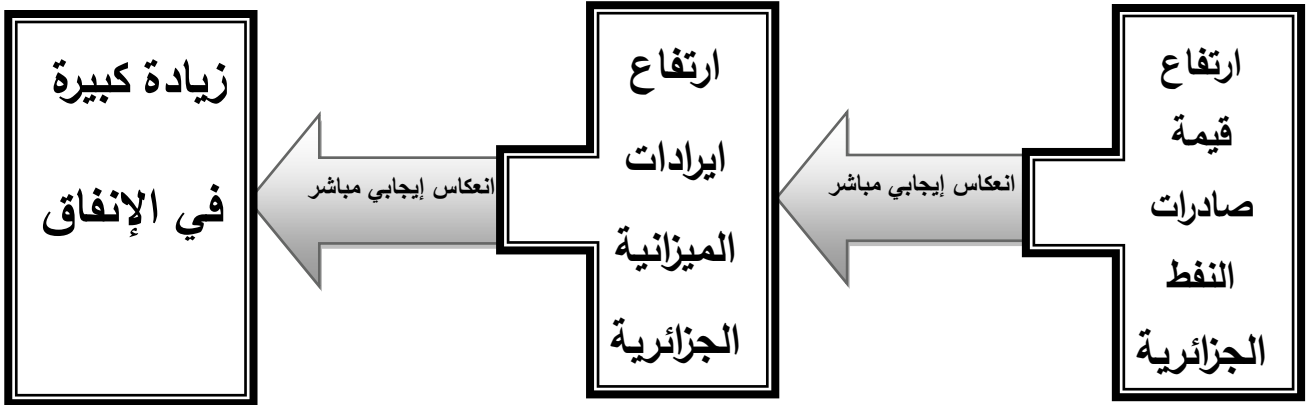 ارتفاع
قيمة
صادرات
النفط
الجزائرية
انعكاس إيجابي مباشر
ارتفاع
ايرادات
الميزانية
الجزائرية
انعكاس إيجابي مباشر
زيادة كبيرة
في الإنفاق